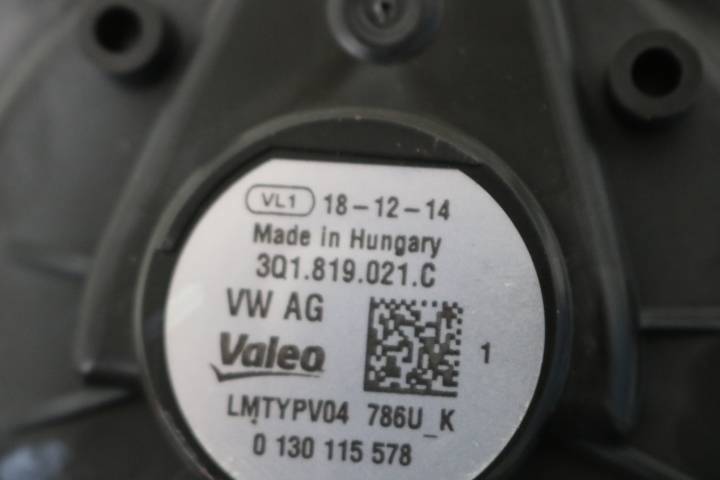 VL1 18-12-14
Made in Hungary
3Q1.819.021.C
VW AG
Valeo 1
LMTYPV04 786U_K
0 130 115 578